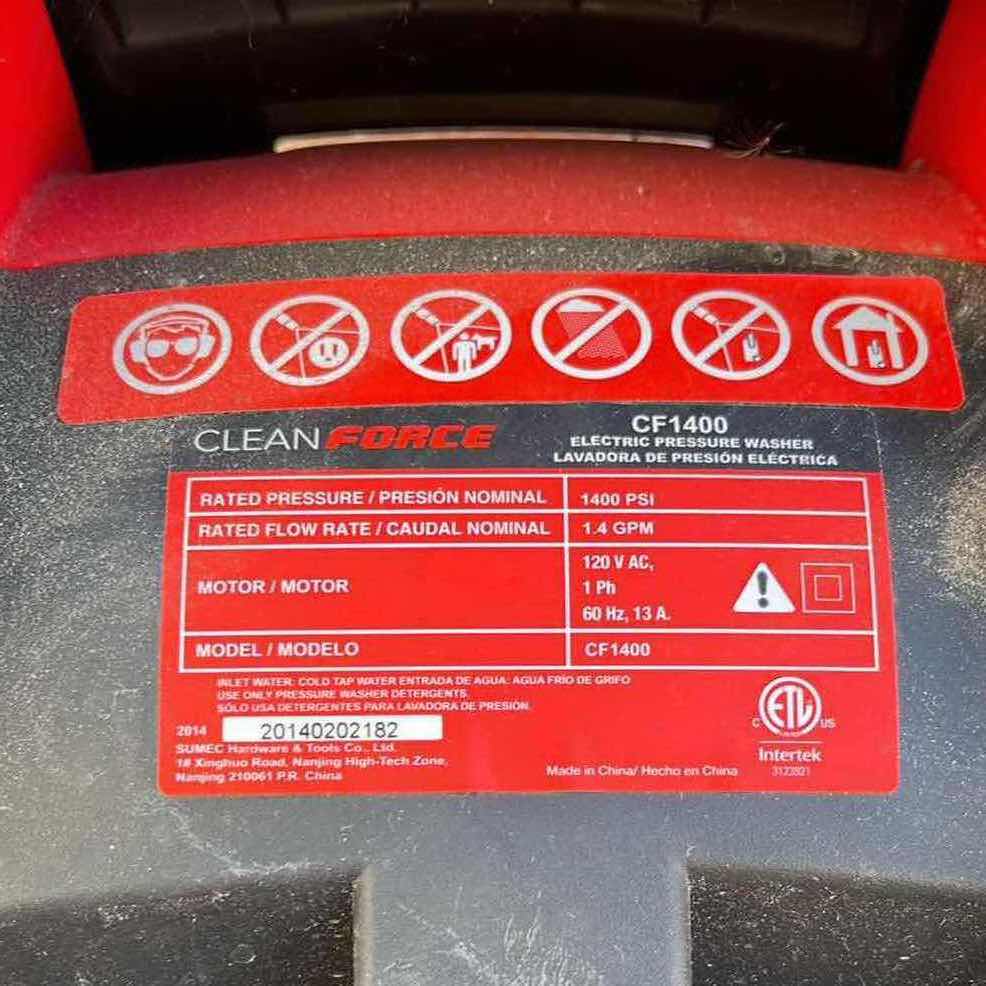 CLEAN FORCE
CF1400
ELECTRIC PRESSURE WASHER
LAVADORA DE PRESIÓN ELÉCTRICA
RATED PRESSURE / PRESIÓN NOMINAL 1400 PSI
RATED FLOW RATE / CAUDAL NOMINAL 1.4 GPM
MOTOR / MOTOR
120 V AC,
1 Ph
60 Hz, 13 A.
MODEL / MODELO CF1400
INLET WATER: COLD TAP WATER ENTRADA DE AGUA: AGUA FRÍO DE GRIFO
USE ONLY PRESSURE WASHER DETERGENTS.
SÓLO USA DETERGENTES PARA LAVADORA DE PRESIÓN.
2014 20140202182
SUMEC Hardware & Tools Co., Ltd.
1# Xinghuo Road, Nanjing High-Tech Zone,
Nanjing 210061 P.R. China
Made in China/ Hecho en China
C ETL US
Intertek
3123921